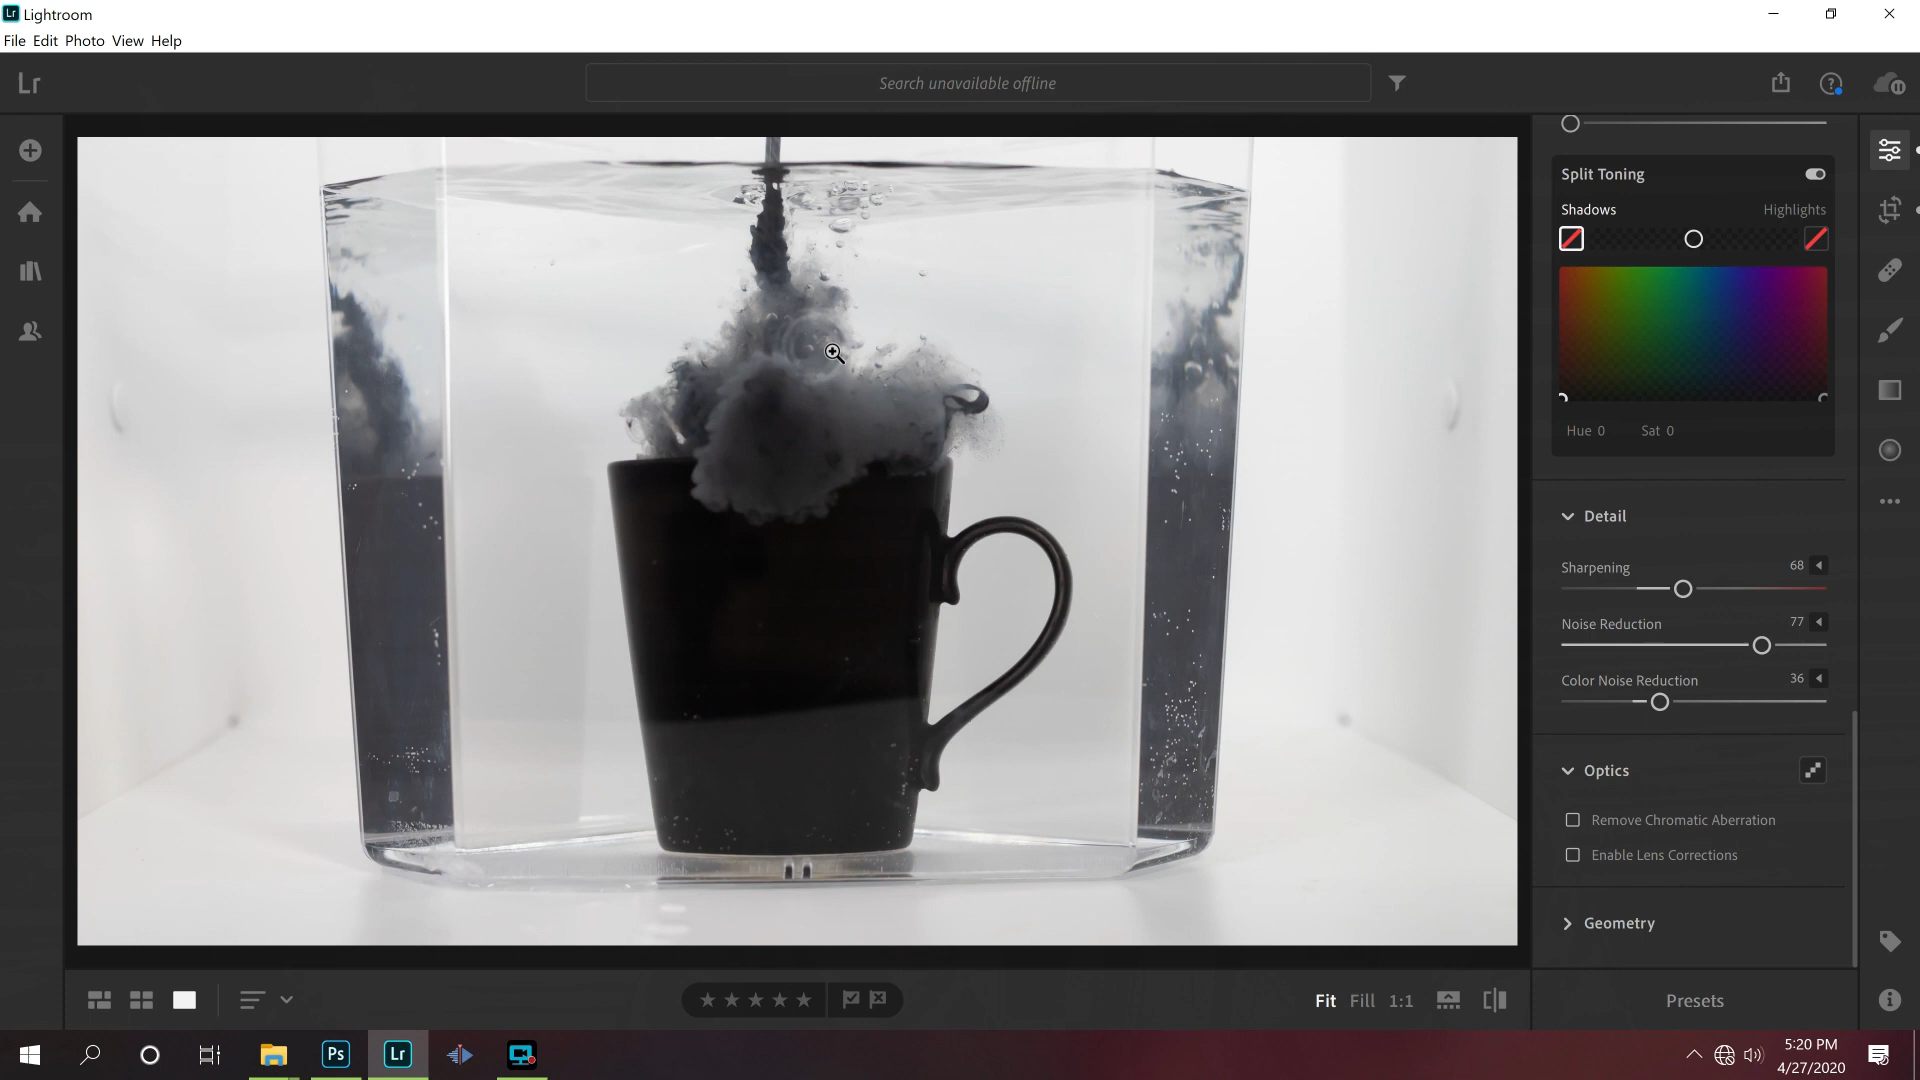 Lr Lightroom
File Edit Photo View Help
Lr
Search unavailable offline
Split Toning
Shadows Highlights
Hue 0 Sat 0
Detail
Sharpening 68
Noise Reduction 77
Color Noise Reduction 36
Optics
Remove Chromatic Aberration
Enable Lens Corrections
Geometry
Fit Fill 1:1
Presets
Ps Lr
5:20 PM
4/27/2020